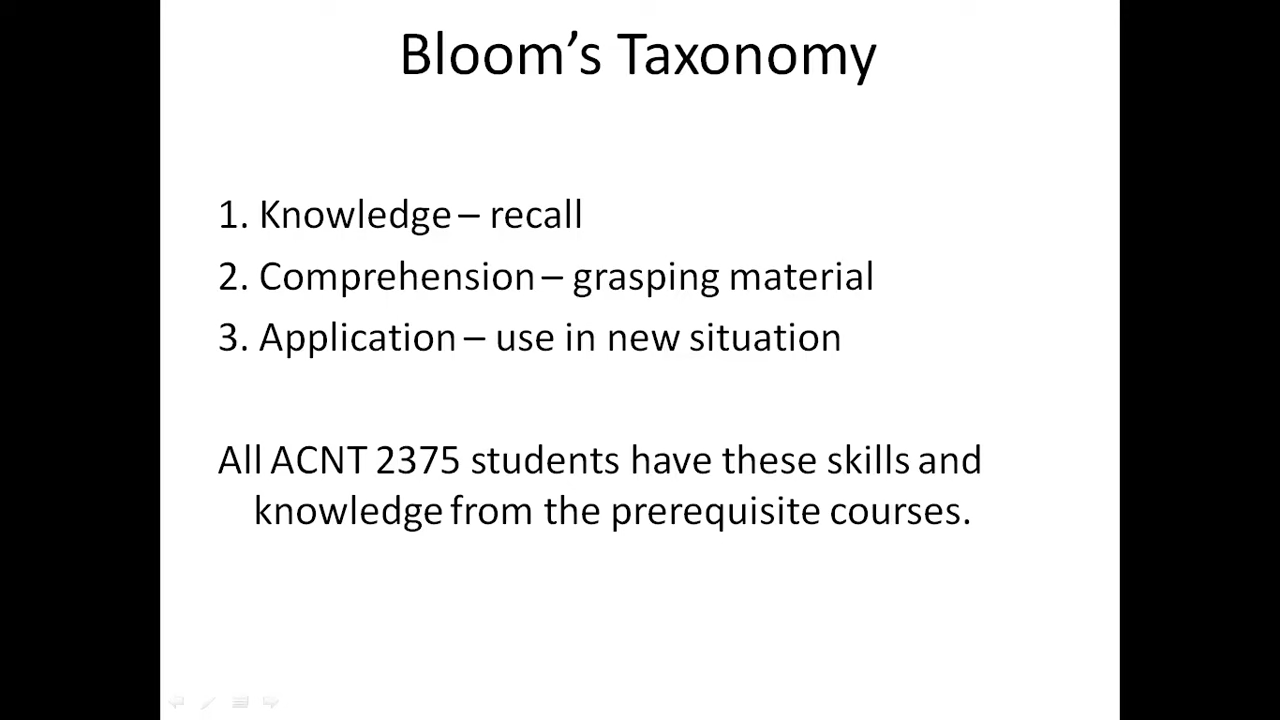 Bloom’s Taxonomy
1. Knowledge – recall
2. Comprehension – grasping material
3. Application – use in new situation
All ACNT 2375 students have these skills and
knowledge from the prerequisite courses.